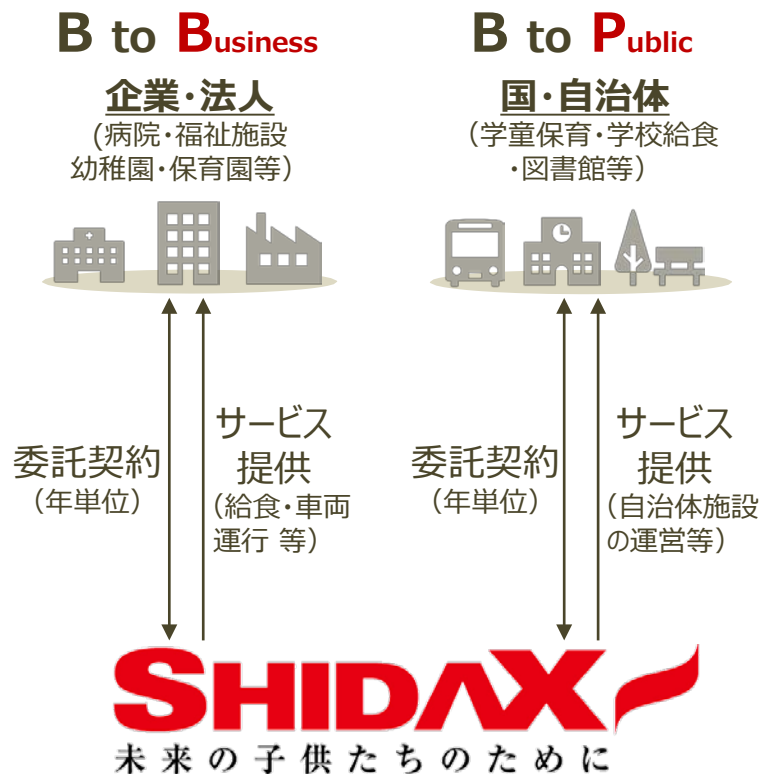 B to Business
企業・法人
(病院・福祉施設
幼稚園・保育園等）
委託契約
（年単位）
サービス
提供
（給食・車両
運行 等）
B to Public
国・自治体
（学童保育・学校給食
・図書館等）
委託契約
（年単位）
サービス
提供
（自治体施設
の運営等）
SHIDAX
未来の子供たちのために